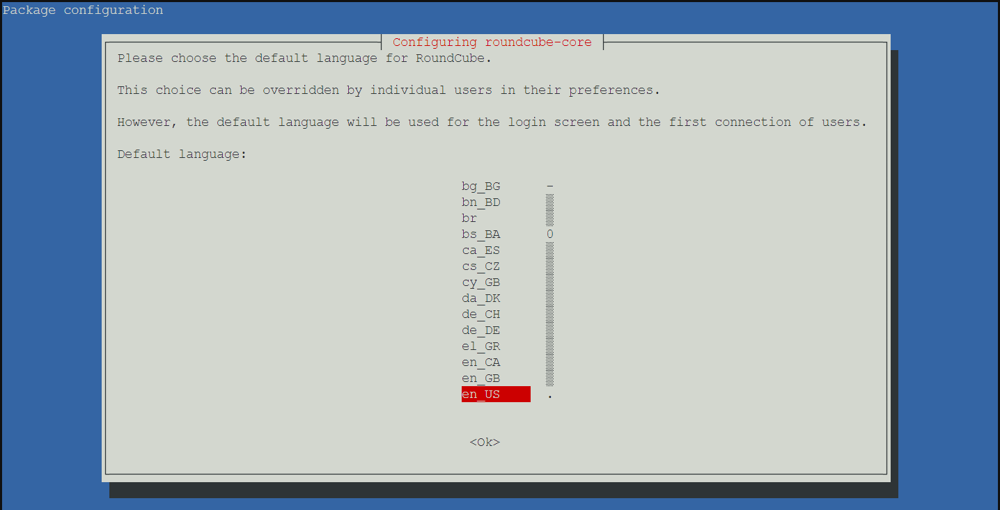 Package configuration
Configuring roundcube-core
Please choose the default language for RoundCube.
This choice can be overridden by individual users in their preferences.
However, the default language will be used for the login screen and the first connection of users.
Default language:
bg_BG
bn_BD
br
bs_BA
ca_ES
cs_CZ
cy_GB
da_DK
de_CH
de_DE
el_GR
en_CA
en_GB
en_US
<Ok>